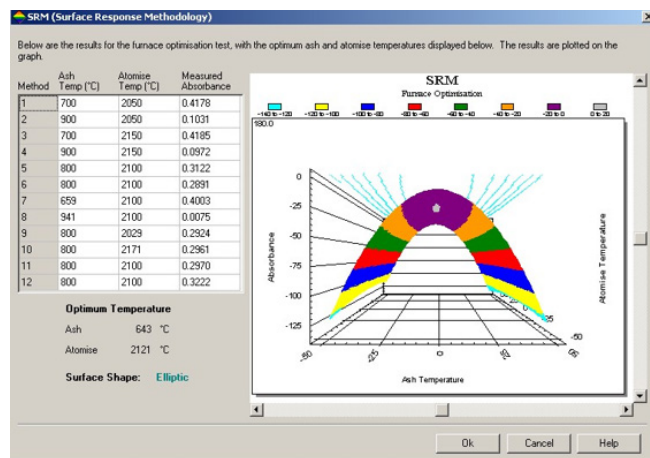 SRM (Surface Response Methodology)
Below are the results for the furnace optimisation test, with the optimum ash and atomise temperatures displayed below. The results are plotted on the
graph.
Method Ash Temp (°C) Atomise Temp (°C) Measured Absorbance
1 700 2050 0.4178
2 900 2050 0.1031
3 700 2150 0.4185
4 900 2150 0.0972
5 800 2100 0.3122
6 800 2100 0.2891
7 659 2100 0.4003
8 941 2100 0.0075
9 800 2029 0.2924
10 800 2171 0.2961
11 800 2100 0.2970
12 800 2100 0.3222
Optimum Temperature
Ash 643 °C
Atomise 2121 °C
Surface Shape: Elliptic
SRM
Furnace Optimisation
-140 to -120 -120 to -100 -100 to -80 -80 to -60 -60 to -40 -40 to -20 -20 to 0 0 to 20
180.0
0
-25
-50
-75
-100
-125
Absorbance
Atomise Temperature
-50 -25 0 25 50
25
-50
Ash Temperature
Ok Cancel Help